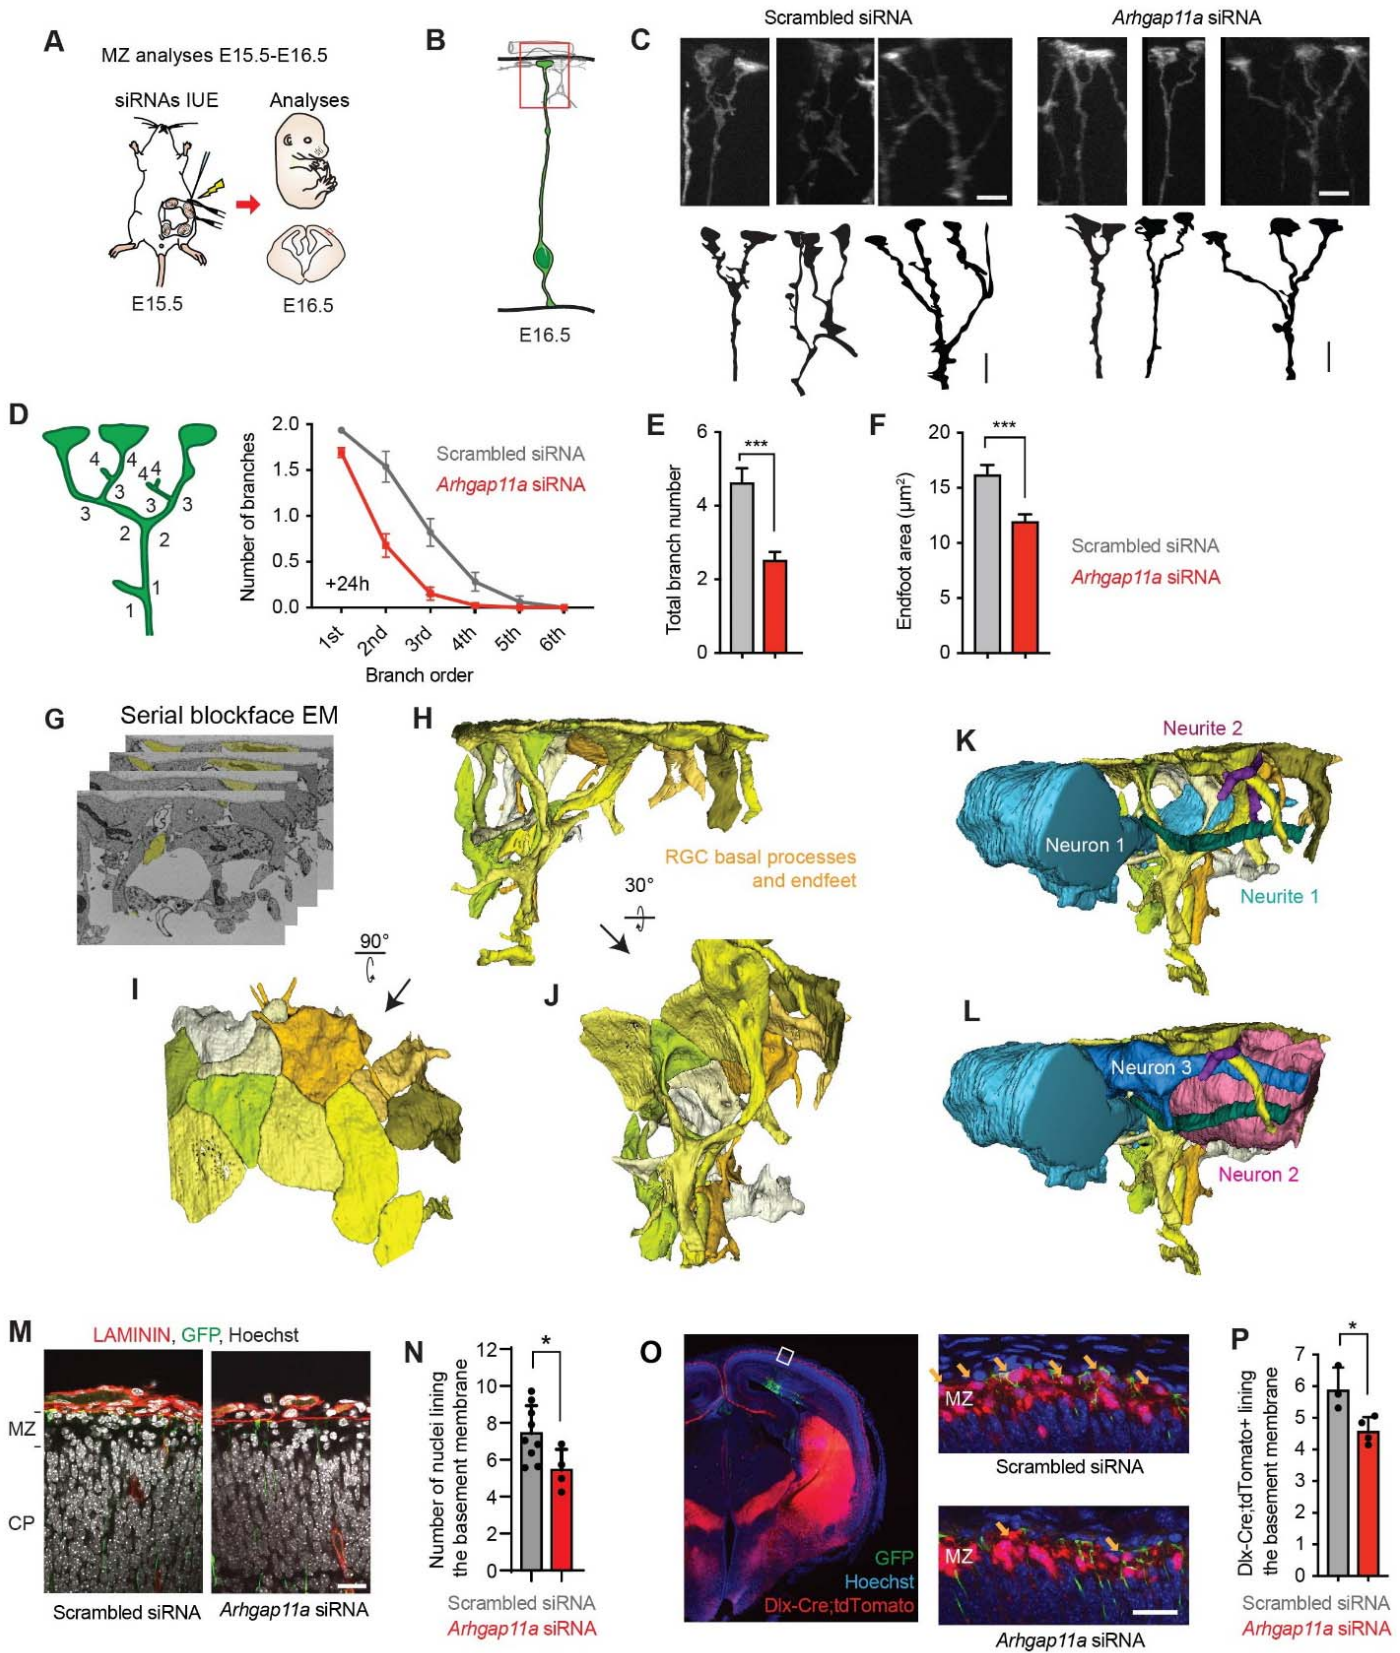 A
MZ analyses E15.5-E16.5
siRNAs IUE
Analyses
E15.5
E16.5
B
E16.5
C
Scrambled siRNA
Arhgap11a siRNA
D
4 4 4 4
3 3 3 3
2 2
1
1
Number of branches
2.0
1.5
1.0
0.5
0.0
Scrambled siRNA
Arhgap11a siRNA
+24h
1st 2nd 3rd 4th 5th 6th
Branch order
E
Total branch number
6
4
2
0
***
F
Endfoot area (µm²)
20
15
10
5
0
***
Scrambled siRNA
Arhgap11a siRNA
G
Serial blockface EM
H
RGC basal processes
and endfeet
90°
30°
I
J
K
Neurite 2
Neuron 1
Neurite 1
L
Neuron 3
Neuron 2
M
LAMININ, GFP, Hoechst
MZ
CP
Scrambled siRNA
Arhgap11a siRNA
N
Number of nuclei lining
the basement membrane
12
10
8
6
4
2
0
*
Scrambled siRNA
Arhgap11a siRNA
O
GFP
Hoechst
Dlx-Cre;tdTomato
MZ
Scrambled siRNA
MZ
Arhgap11a siRNA
P
Dlx-Cre;tdTomato+ lining
the basement membrane
7
6
5
4
3
2
1
0
*
Scrambled siRNA
Arhgap11a siRNA